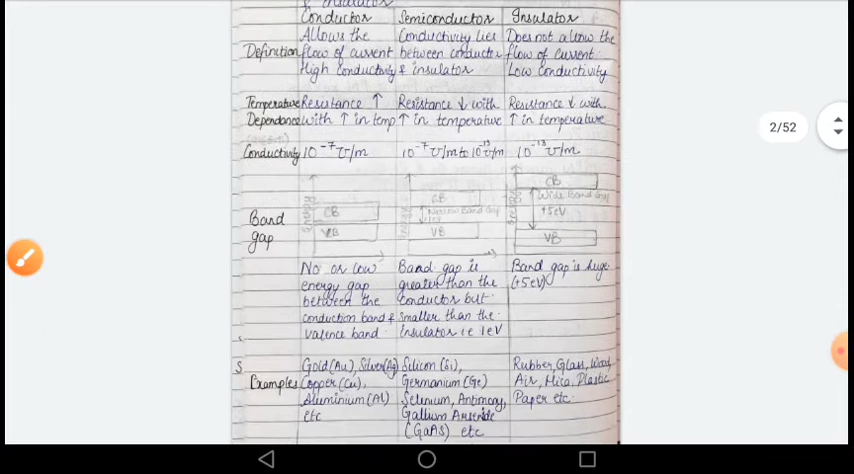 & Insulator
Conductor Semiconductor Insulator
Allows the Conductivity lies Does not allow the
Definition flow of current between conductor flow of current.
High conductivity & insulator Low conductivity
Temperature Resistance ↑ Resistance ↓ with Resistance ↓ with
Dependance with ↑ in temp ↑ in temperature ↑ in temperature
2/52
Conductivity 10⁻⁷ ℧/m 10⁻⁷ ℧/m to 10⁻¹³ ℧/m 10⁻¹³ ℧/m
CB CB CB
Narrow Band Gap Wide Band Gap
Band +5eV
gap VB VB VB
No or low Band gap is Band gap is huge
energy gap greater than the (+5eV)
between the conductor but
conduction band & smaller than the
valence band. Insulator i.e 1eV
S Gold(Au), Silver(Ag) Silicon (Si), Rubber, Glass, Wood,
Examples Copper (Cu), Germanium (Ge) Air, Mica, Plastic
Aluminium (Al) Selenium, Antimony, Paper etc.
etc Gallium Arsenide
(GaAS) etc